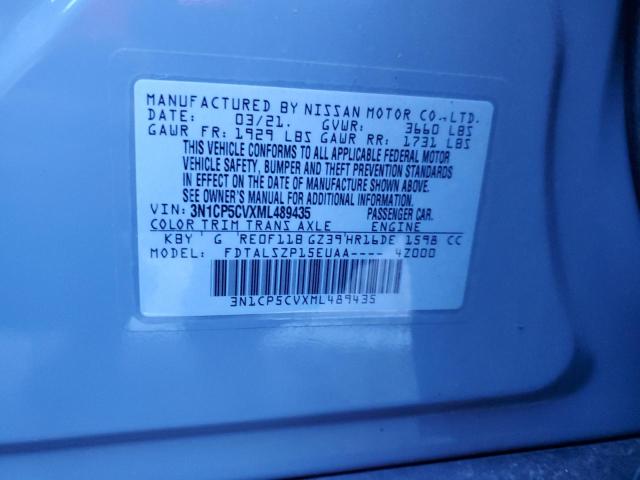 MANUFACTURED BY NISSAN MOTOR CO.,LTD.
DATE: 03/21. GVWR: 3660 LBS
GAWR FR: 1929 LBS GAWR RR: 1731 LBS
THIS VEHICLE CONFORMS TO ALL APPLICABLE FEDERAL MOTOR
VEHICLE SAFETY, BUMPER AND THEFT PREVENTION STANDARDS
IN EFFECT ON THE DATE OF MANUFACTURE SHOWN ABOVE.
SEE OWNER'S MANUAL FOR ADDITIONAL INFORMATION.
VIN: 3N1CP5CVXML489435 PASSENGER CAR.
COLOR TRIM TRANS AXLE ENGINE
KBY G RE0F11B GZ39 HR16DE 1598 CC
MODEL: FDTALSZP15EUAA---- 4Z000
3N1CP5CVXML489435